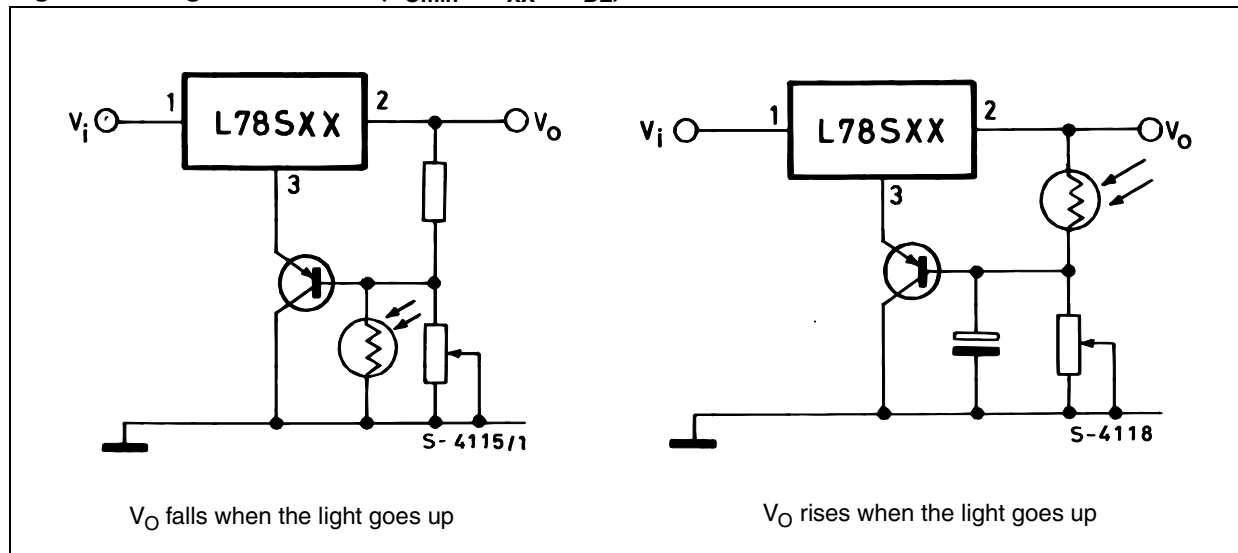 1
2
Vi
L78SXX
Vo
3
S-4115/1
VO falls when the light goes up
1
2
Vi
L78SXX
Vo
3
S-4118
VO rises when the light goes up